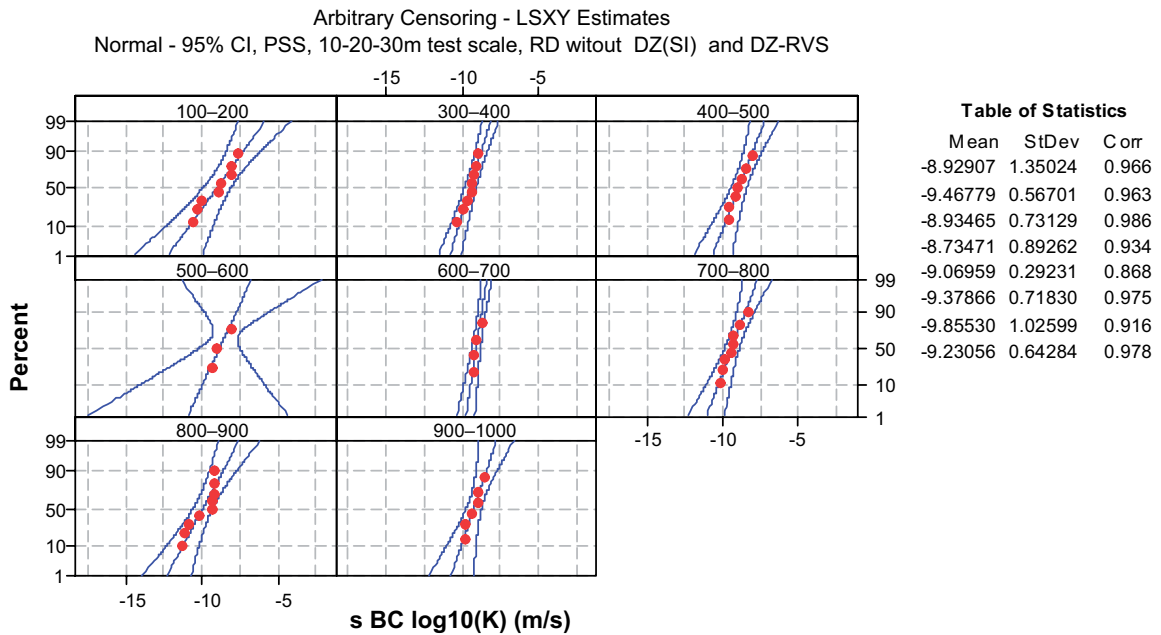 Arbitrary Censoring - LSXY Estimates
Normal - 95% CI, PSS, 10-20-30m test scale, RD witout DZ(SI) and DZ-RVS
-15 -10 -5
100–200 300–400 400–500
99
90
50
10
1
500–600 600–700 700–800
99
90
50
10
1
-15 -10 -5
800–900 900–1000
99
90
50
10
1
-15 -10 -5
Percent
s BC log10(K) (m/s)
Table of Statistics
Mean StDev Corr
-8.92907 1.35024 0.966
-9.46779 0.56701 0.963
-8.93465 0.73129 0.986
-8.73471 0.89262 0.934
-9.06959 0.29231 0.868
-9.37866 0.71830 0.975
-9.85530 1.02599 0.916
-9.23056 0.64284 0.978